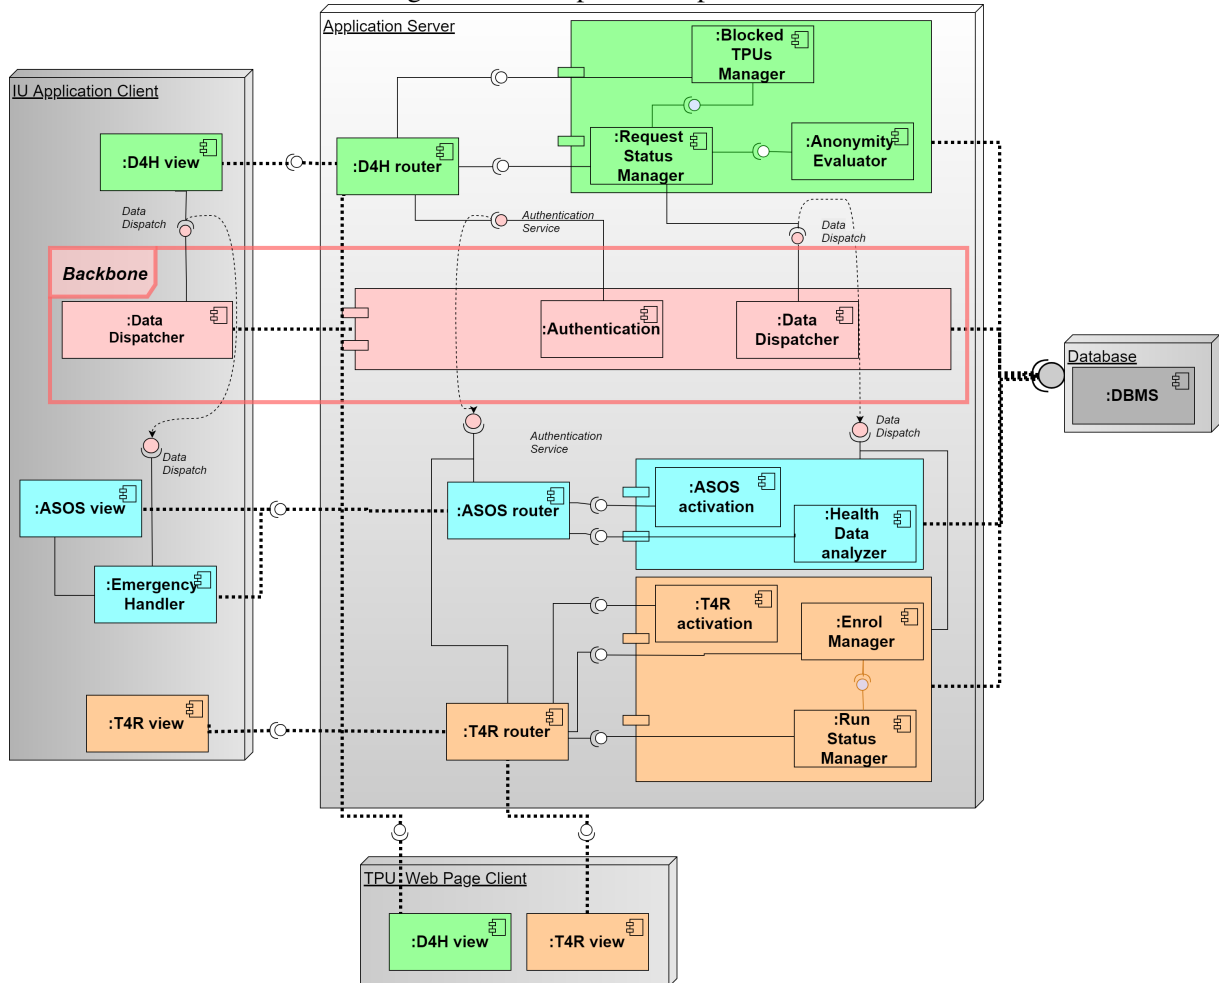 Application Server
:Blocked
TPUs
Manager
IU Application Client
:D4H view
:D4H router
:Request
Status
Manager
:Anonymity
Evaluator
Data
Dispatch
Authentication
Service
Data
Dispatch
Backbone
:Data
Dispatcher
:Authentication
:Data
Dispatcher
Database
:DBMS
Data
Dispatch
Authentication
Service
Data
Dispatch
:ASOS view
:ASOS router
:ASOS
activation
:Health
Data
analyzer
:Emergency
Handler
:T4R
activation
:Enrol
Manager
:T4R view
:T4R router
:Run
Status
Manager
TPU Web Page Client
:D4H view
:T4R view